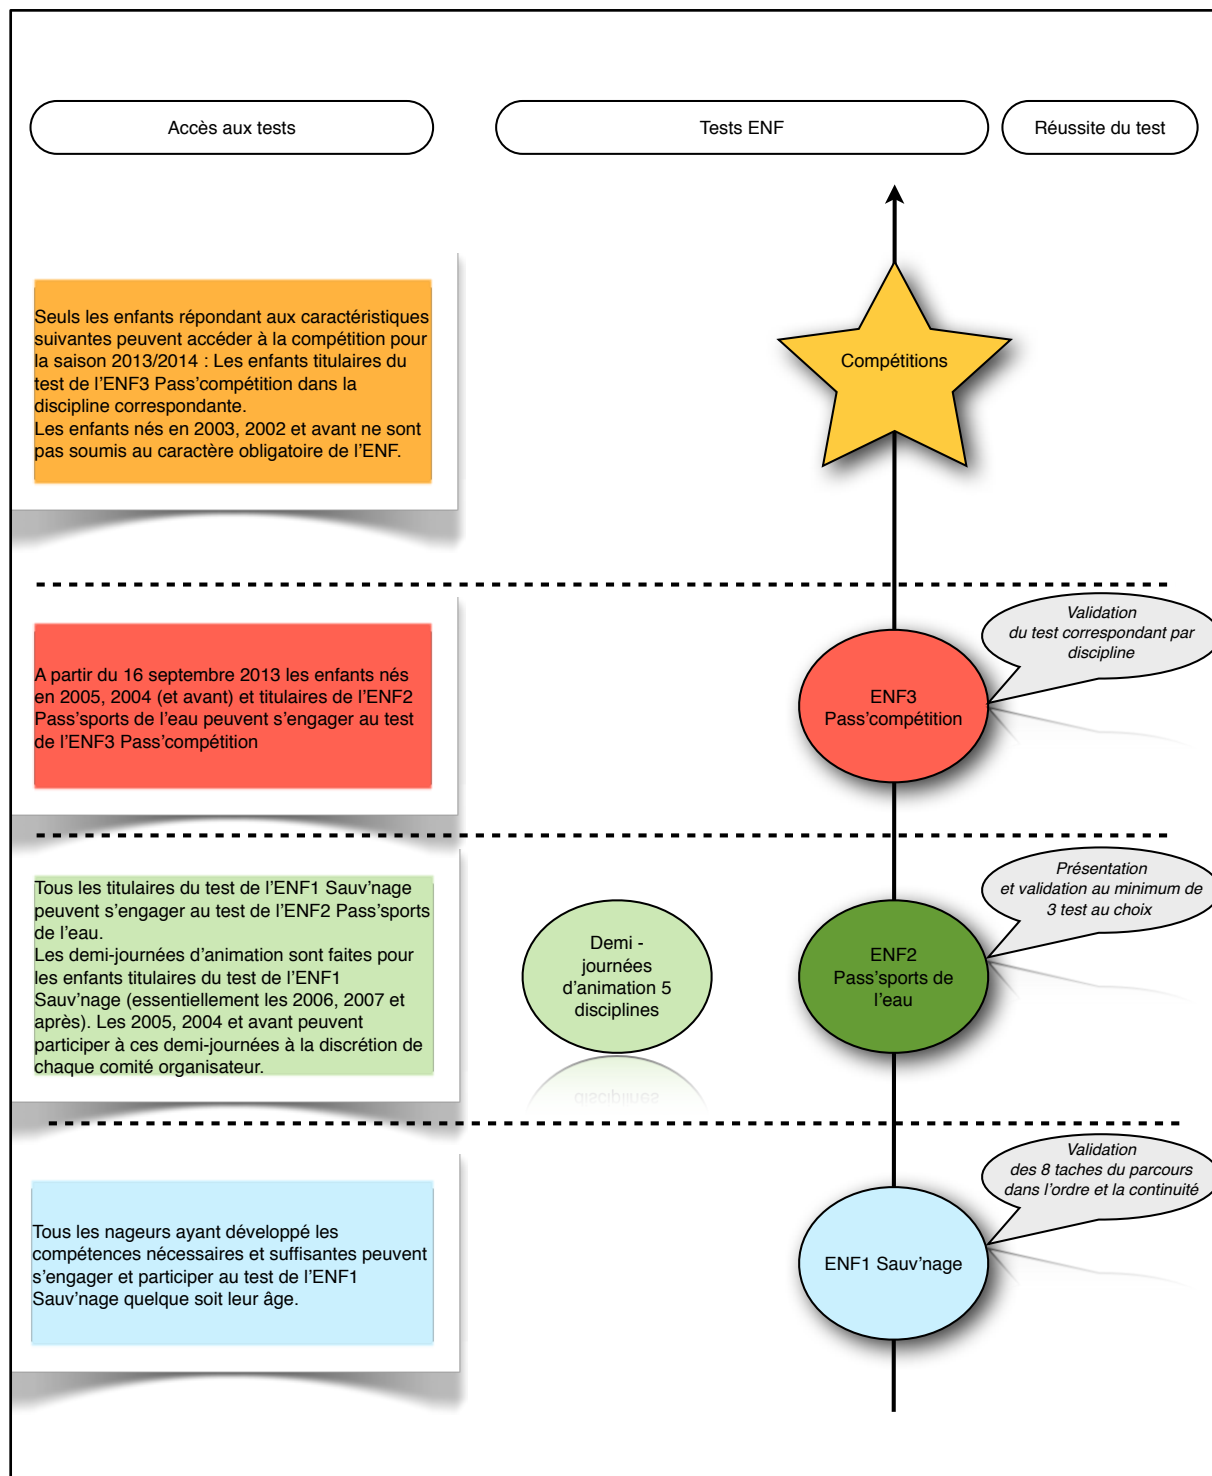 Accès aux tests
Tests ENF
Réussite du test
Seuls les enfants répondant aux caractéristiques
suivantes peuvent accéder à la compétition pour
la saison 2013/2014 : Les enfants titulaires du
test de l'ENF3 Pass'compétition dans la
discipline correspondante.
Les enfants nés en 2003, 2002 et avant ne sont
pas soumis au caractère obligatoire de l'ENF.
Compétitions
A partir du 16 septembre 2013 les enfants nés
en 2005, 2004 (et avant) et titulaires de l'ENF2
Pass'sports de l'eau peuvent s'engager au test
de l'ENF3 Pass'compétition
ENF3
Pass'compétition
Validation
du test correspondant par
discipline
Tous les titulaires du test de l'ENF1 Sauv'nage
peuvent s'engager au test de l'ENF2 Pass'sports
de l'eau.
Les demi-journées d'animation sont faites pour
les enfants titulaires du test de l'ENF1
Sauv'nage (essentiellement les 2006, 2007 et
après). Les 2005, 2004 et avant peuvent
participer à ces demi-journées à la discrétion de
chaque comité organisateur.
Demi -
journées
d'animation 5
disciplines
ENF2
Pass'sports de
l'eau
Présentation
et validation au minimum de
3 test au choix
Tous les nageurs ayant développé les
compétences nécessaires et suffisantes peuvent
s'engager et participer au test de l'ENF1
Sauv'nage quelque soit leur âge.
ENF1 Sauv'nage
Validation
des 8 taches du parcours
dans l'ordre et la continuité